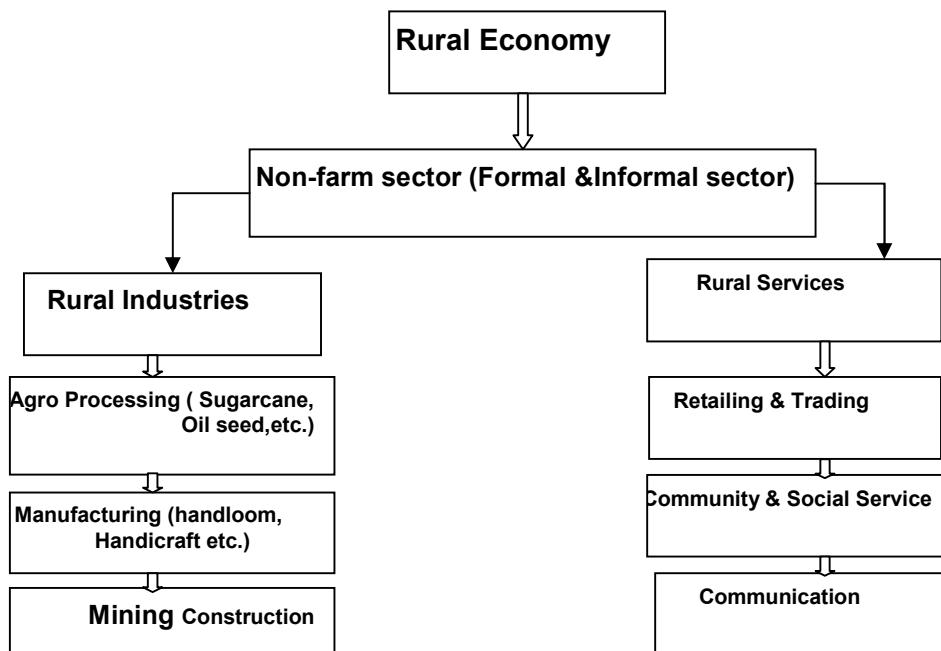 Rural Economy
Non-farm sector (Formal &Informal sector)
Rural Industries
Agro Processing ( Sugarcane,
Oil seed,etc.)
Manufacturing (handloom,
Handicraft etc.)
Mining Construction
Rural Services
Retailing & Trading
Community & Social Service
Communication